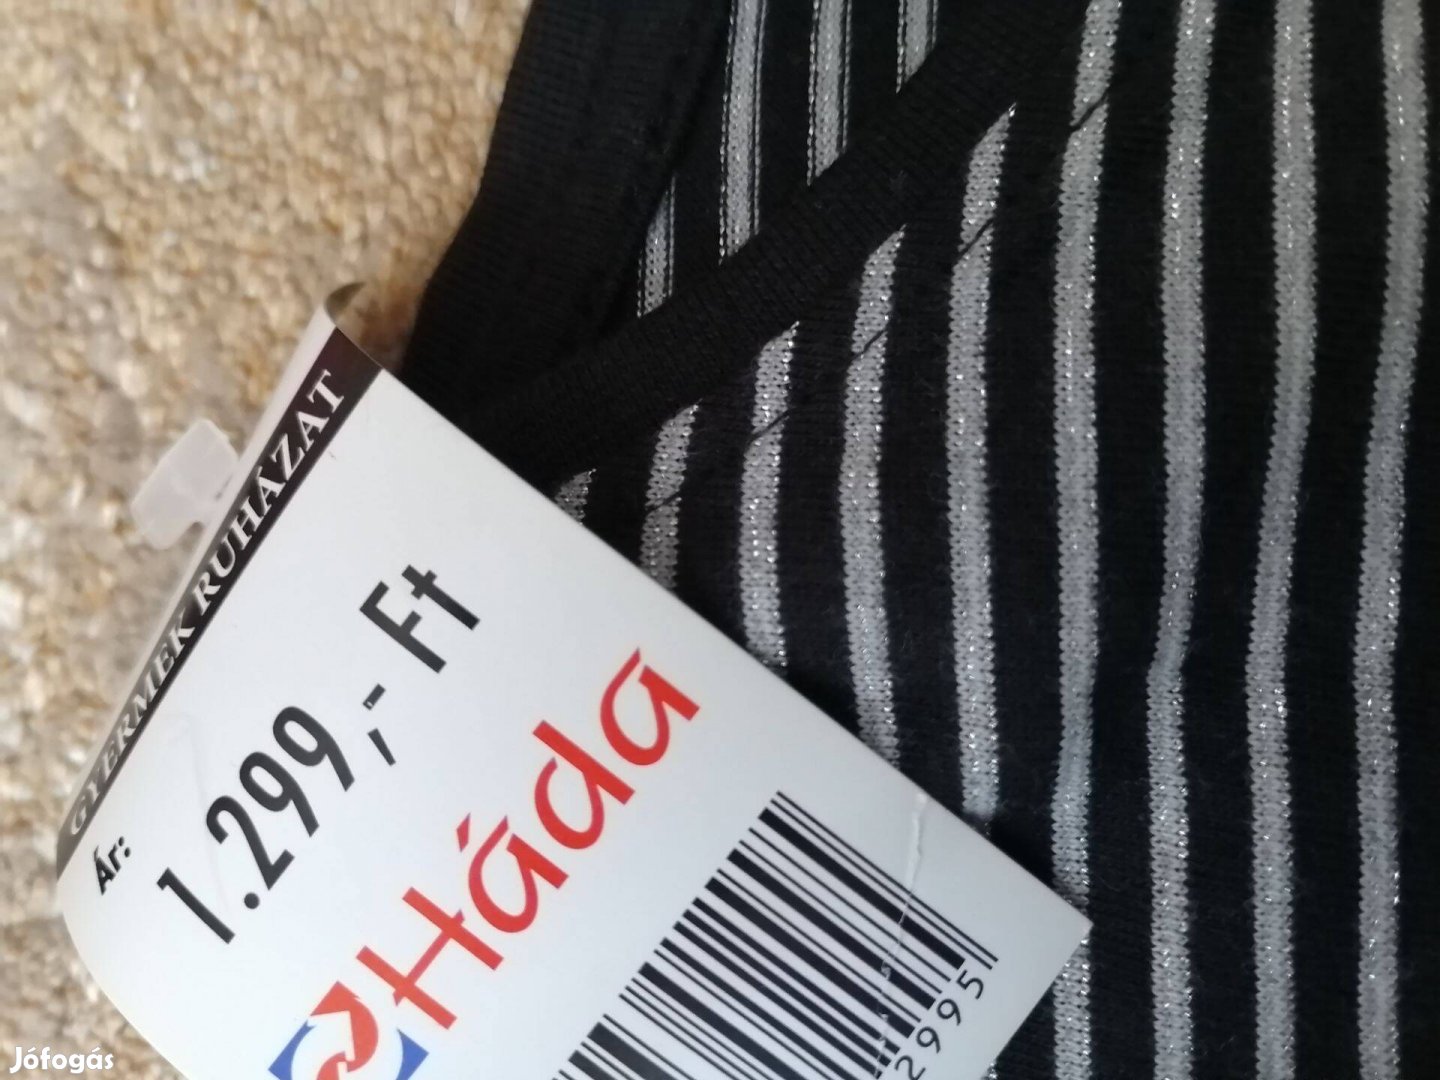 GYERMEK RUHÁZAT
Ár:
1.299,- Ft
Háda
2995
Jófogás